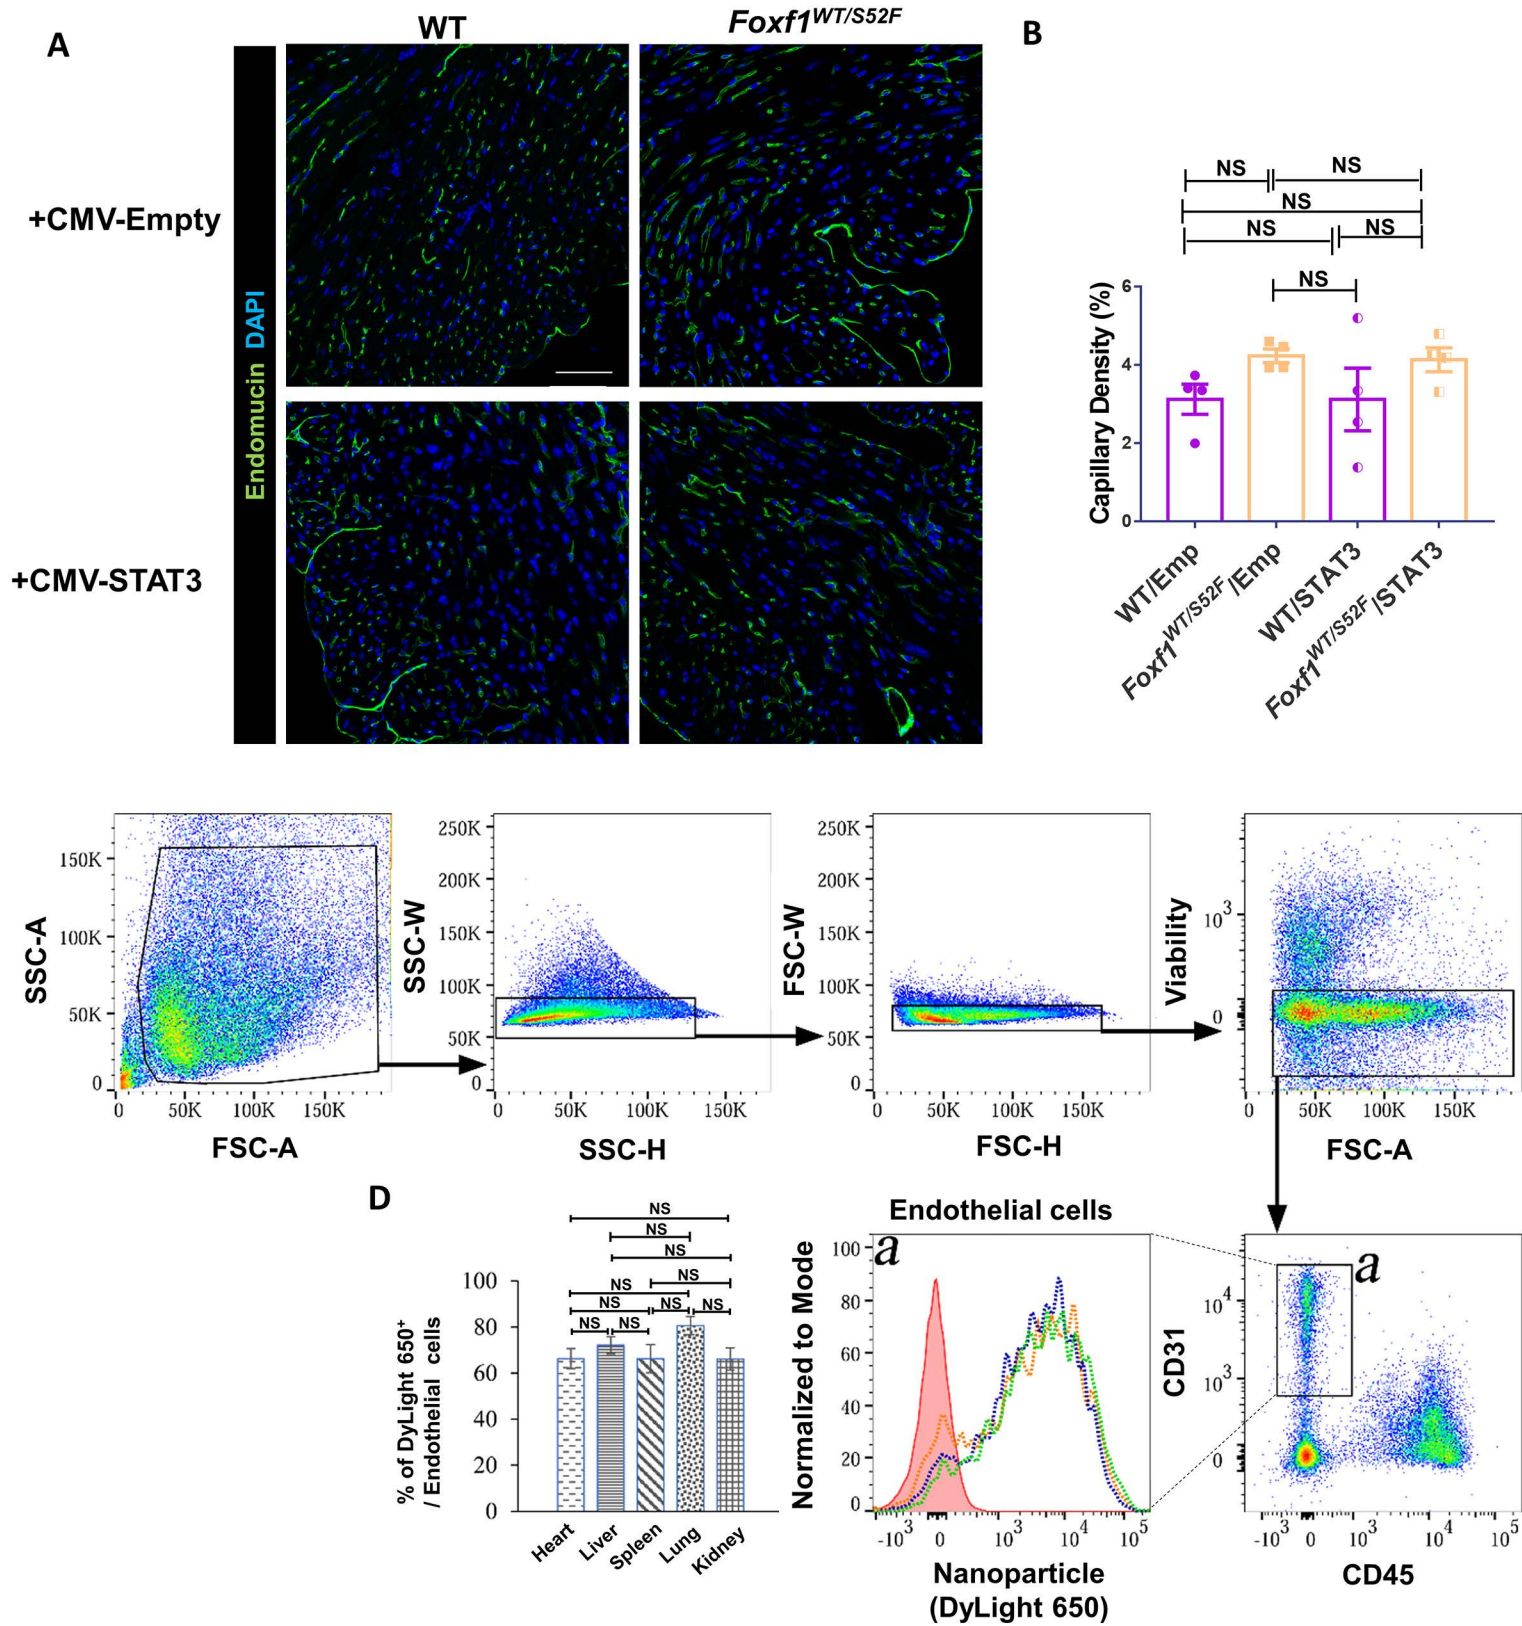 A
WT
Foxf1WT/S52F
B
+CMV-Empty
+CMV-STAT3
Endomucin DAPI
NS
NS
NS
NS
NS
NS
Capillary Density (%)
6
4
2
0
WT/Emp
Foxf1WT/S52F/Emp
WT/STAT3
Foxf1WT/S52F/STAT3
SSC-A
150K
100K
50K
0
0 50K 100K 150K
FSC-A
SSC-W
250K
200K
150K
100K
50K
0
0 50K 100K 150K
SSC-H
FSC-W
250K
200K
150K
100K
50K
0
0 50K 100K 150K
FSC-H
Viability
10³
0
0 50K 100K 150K
FSC-A
D
NS
NS
NS
NS
NS
NS
NS
NS
NS
NS
% of DyLight 650⁺
/ Endothelial cells
100
80
60
40
20
0
Heart
Liver
Spleen
Lung
Kidney
Endothelial cells
a
Normalized to Mode
100
80
60
40
20
0
-10³ 0 10³ 10⁴ 10⁵
Nanoparticle
(DyLight 650)
a
CD31
10⁴
10³
0
-10³ 0 10³ 10⁴ 10⁵
CD45